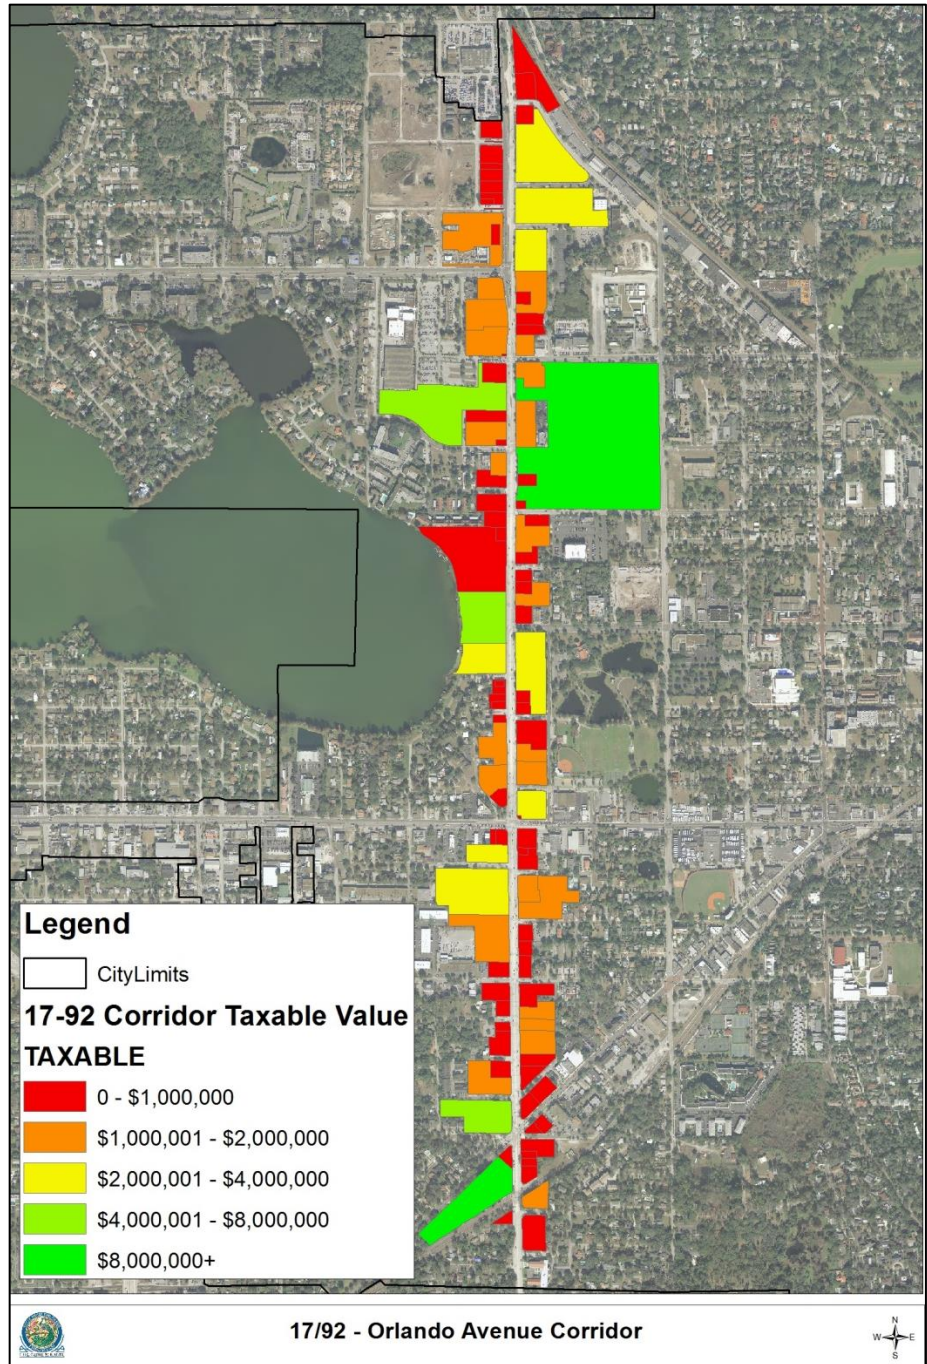 Legend
CityLimits
17-92 Corridor Taxable Value
TAXABLE
0 - $1,000,000
$1,000,001 - $2,000,000
$2,000,001 - $4,000,000
$4,000,001 - $8,000,000
$8,000,000+
17/92 - Orlando Avenue Corridor
N
W E
S